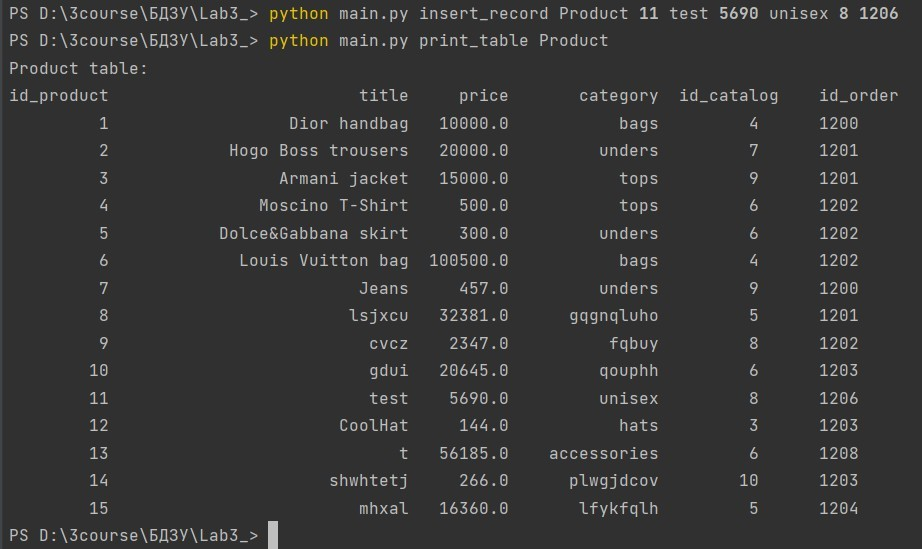 PS D:\3course\БДЗУ\Lab3_> python main.py insert_record Product 11 test 5690 unisex 8 1206
PS D:\3course\БДЗУ\Lab3_> python main.py print_table Product
Product table:
id_product title price category id_catalog id_order
1 Dior handbag 10000.0 bags 4 1200
2 Hogo Boss trousers 20000.0 unders 7 1201
3 Armani jacket 15000.0 tops 9 1201
4 Moscino T-Shirt 500.0 tops 6 1202
5 Dolce&Gabbana skirt 300.0 unders 6 1202
6 Louis Vuitton bag 100500.0 bags 4 1202
7 Jeans 457.0 unders 9 1200
8 lsjxcu 32381.0 gqgnqluho 5 1201
9 cvcz 2347.0 fqbuy 8 1202
10 gdui 20645.0 qouphh 6 1203
11 test 5690.0 unisex 8 1206
12 CoolHat 144.0 hats 3 1203
13 t 56185.0 accessories 6 1208
14 shwhtetj 266.0 plwgjdcov 10 1203
15 mhxal 16360.0 lfykfqlh 5 1204
PS D:\3course\БДЗУ\Lab3_>